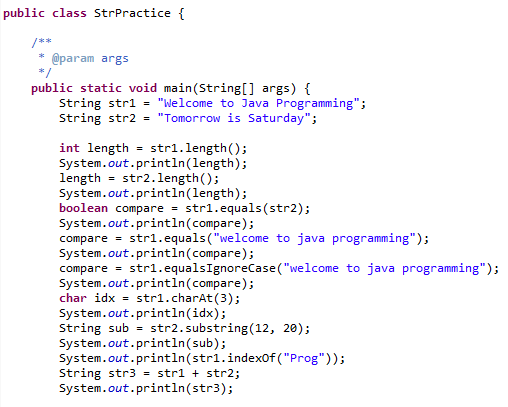 public class StrPractice {
/**
* @param args
*/
public static void main(String[] args) {
String str1 = "Welcome to Java Programming";
String str2 = "Tomorrow is Saturday";
int length = str1.length();
System.out.println(length);
length = str2.length();
System.out.println(length);
boolean compare = str1.equals(str2);
System.out.println(compare);
compare = str1.equals("welcome to java programming");
System.out.println(compare);
compare = str1.equalsIgnoreCase("welcome to java programming");
System.out.println(compare);
char idx = str1.charAt(3);
System.out.println(idx);
String sub = str2.substring(12, 20);
System.out.println(sub);
System.out.println(str1.indexOf("Prog"));
String str3 = str1 + str2;
System.out.println(str3);